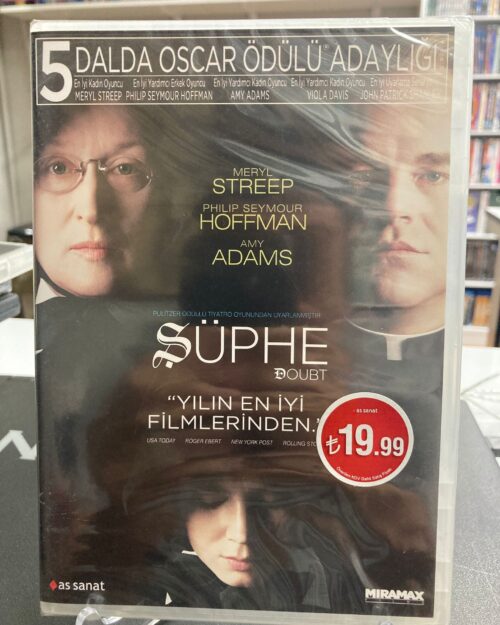 5 DALDA OSCAR ÖDÜLÜ ADAYLIĞI
En İyi Kadın Oyuncu En İyi Yardımcı Erkek Oyuncu En İyi Yardımcı Kadın Oyuncu En İyi Yardımcı Kadın Oyuncu En İyi Uyarlama
MERYL STREEP PHILIP SEYMOUR HOFFMAN AMY ADAMS VIOLA DAVIS JOHN PATRICK
MERYL
STREEP
PHILIP SEYMOUR
HOFFMAN
AMY
ADAMS
PULITZER ÖDÜLLÜ TİYATRO OYUNUNDAN UYARLANMIŞTIR
ŞÜPHE
DOUBT
“YILIN EN İYİ
FİLMLERİNDEN.”
USA TODAY ROGER EBERT NEW YORK POST ROLLING
as sanat
₺19.99
as sanat
MIRAMAX